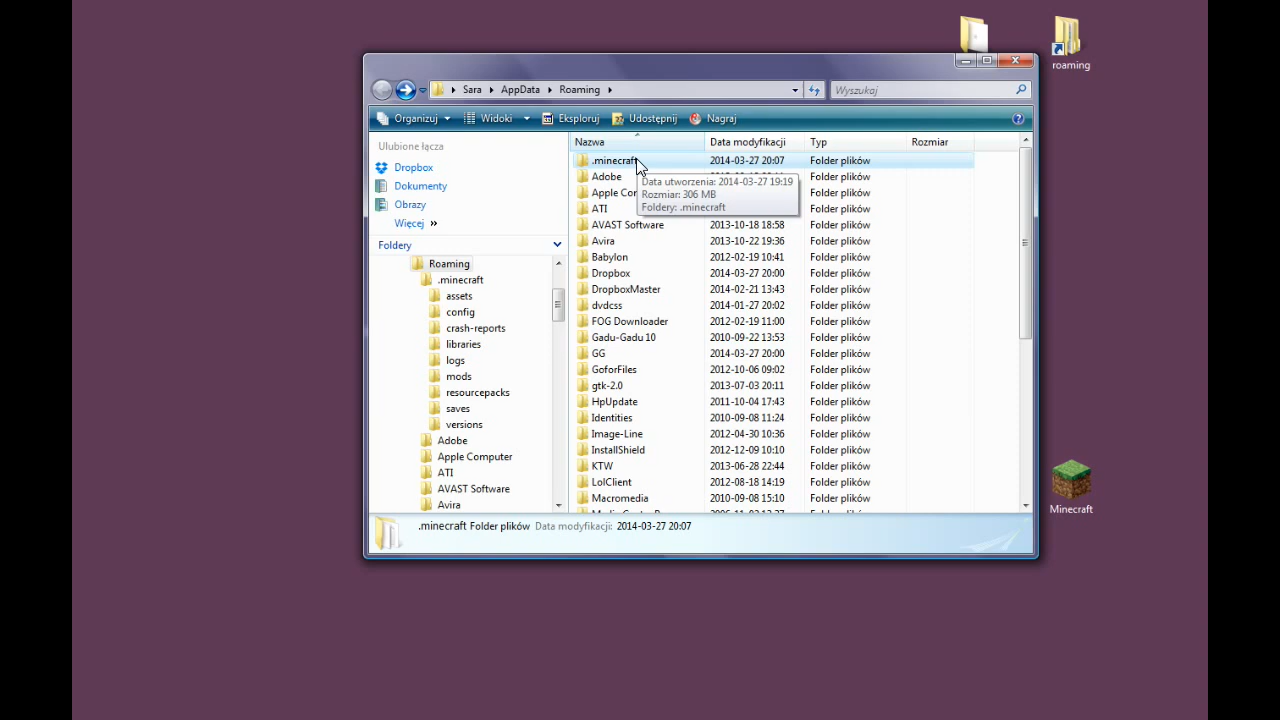 roaming
Sara AppData Roaming
Wyszukaj
Organizuj Widoki Eksploruj Udostępnij Nagraj
Ulubione łącza
Dropbox
Dokumenty
Obrazy
Więcej »
Foldery
Roaming
.minecraft
assets
config
crash-reports
libraries
logs
mods
resourcepacks
saves
versions
Adobe
Apple Computer
ATI
AVAST Software
Avira
Nazwa Data modyfikacji Typ Rozmiar
.minecraft 2014-03-27 20:07 Folder plików
Adobe Folder plików
Apple Folder plików
ATI Folder plików
Data utworzenia: 2014-03-27 19:19
Rozmiar: 306 MB
Foldery: .minecraft
AVAST Software 2013-10-18 18:58 Folder plików
Avira 2013-10-22 19:36 Folder plików
Babylon 2012-02-19 10:41 Folder plików
Dropbox 2014-03-27 20:00 Folder plików
DropboxMaster 2014-02-21 13:43 Folder plików
dvdcss 2014-01-27 20:02 Folder plików
FOG Downloader 2012-02-19 11:00 Folder plików
Gadu-Gadu 10 2010-09-22 13:53 Folder plików
GG 2014-03-27 20:00 Folder plików
GoforFiles 2012-10-06 09:02 Folder plików
gtk-2.0 2013-07-03 20:11 Folder plików
HpUpdate 2011-10-04 17:43 Folder plików
Identities 2010-09-08 11:24 Folder plików
Image-Line 2012-04-30 10:36 Folder plików
InstallShield 2012-12-09 10:10 Folder plików
KTW 2013-06-28 22:44 Folder plików
LolClient 2012-08-18 14:19 Folder plików
Macromedia 2010-09-08 15:10 Folder plików
.minecraft Folder plików Data modyfikacji: 2014-03-27 20:07
Minecraft